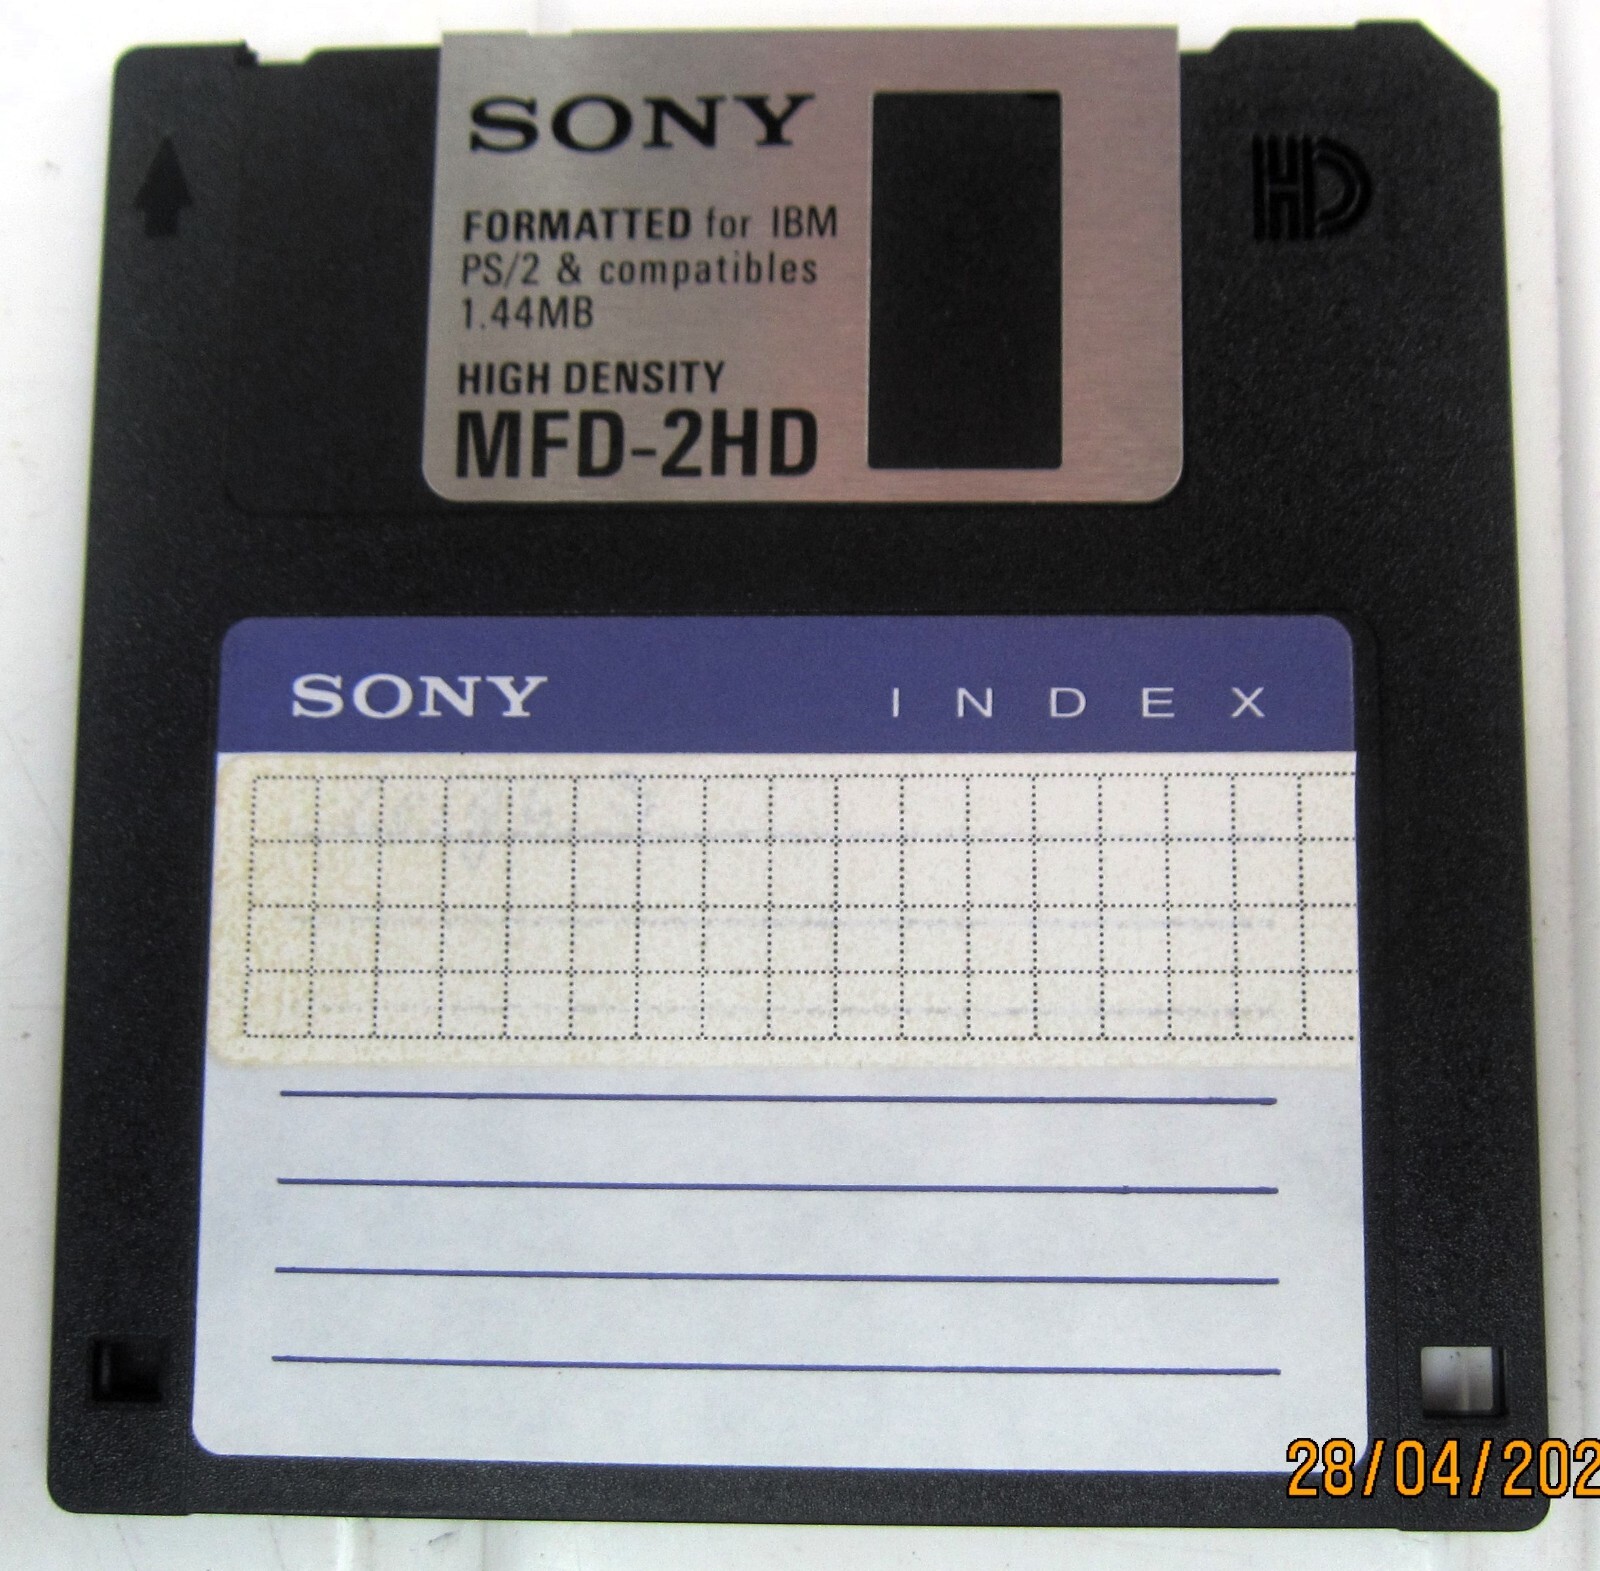 SONY
FORMATTED for IBM
PS/2 & compatibles
1.44MB
HIGH DENSITY
MFD-2HD
HD
SONY INDEX
28/04/202